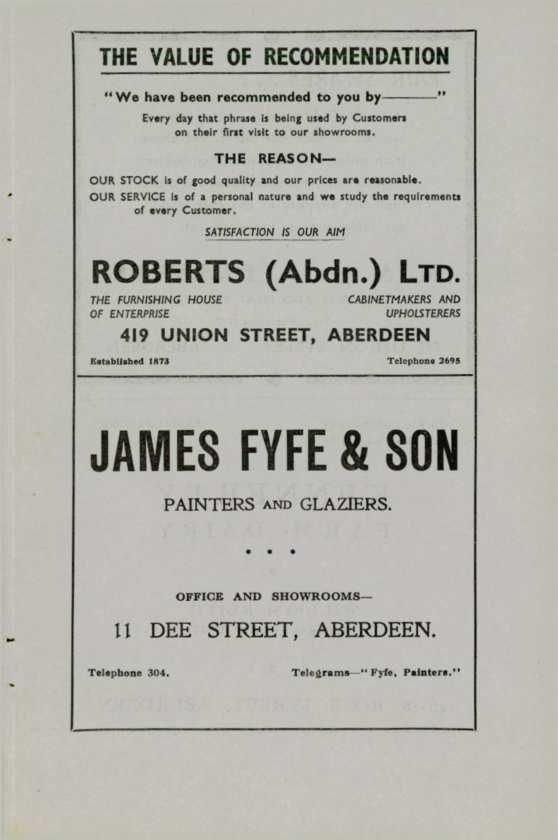 THE VALUE OF RECOMMENDATION
"We have been recommended to you by———"
Every day that phrase is being used by Customers
on their first visit to our showrooms.
THE REASON—
OUR STOCK is of good quality and our prices are reasonable.
OUR SERVICE is of a personal nature and we study the requirements
of every Customer.
SATISFACTION IS OUR AIM
ROBERTS (Abdn.) LTD.
THE FURNISHING HOUSE CABINETMAKERS AND
OF ENTERPRISE UPHOLSTERERS
419 UNION STREET, ABERDEEN
Established 1873 Telephone 2695
JAMES FYFE & SON
PAINTERS AND GLAZIERS.
• • •
OFFICE AND SHOWROOMS—
11 DEE STREET, ABERDEEN.
Telephone 304. Telegrams—"Fyfe, Painters."